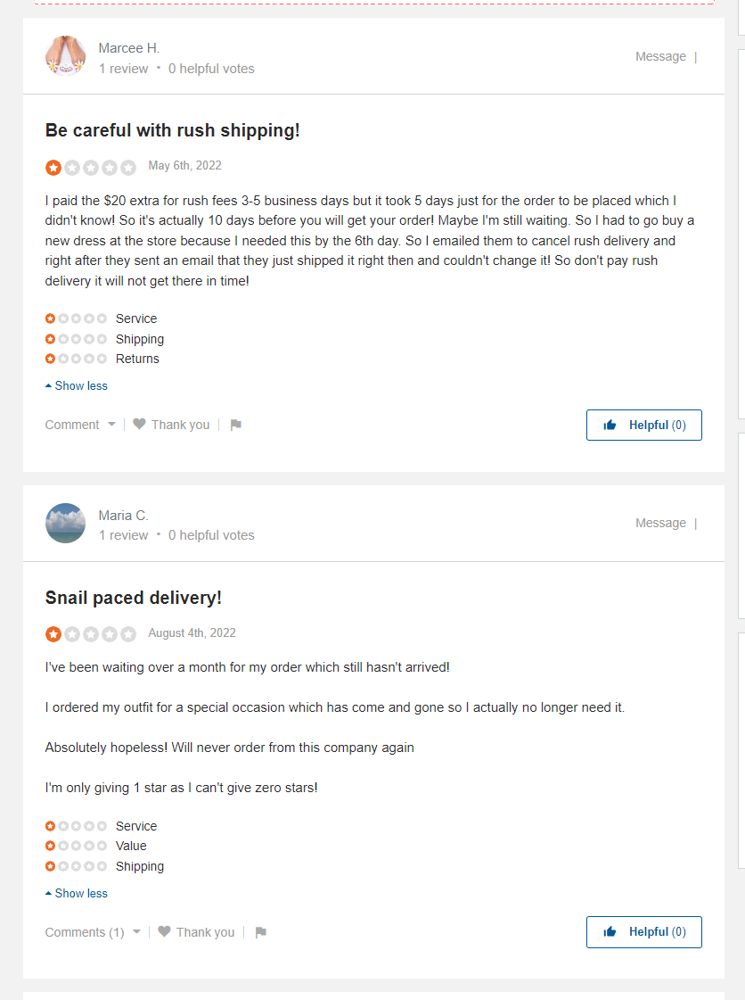 Marcee H.
1 review • 0 helpful votes
Message |
Be careful with rush shipping!
May 6th, 2022
I paid the $20 extra for rush fees 3-5 business days but it took 5 days just for the order to be placed which I
didn't know! So it's actually 10 days before you will get your order! Maybe I'm still waiting. So I had to go buy a
new dress at the store because I needed this by the 6th day. So I emailed them to cancel rush delivery and
right after they sent an email that they just shipped it right then and couldn't change it! So don't pay rush
delivery it will not get there in time!
Service
Shipping
Returns
Show less
Comment | Thank you |
Helpful (0)
Maria C.
1 review • 0 helpful votes
Message |
Snail paced delivery!
August 4th, 2022
I've been waiting over a month for my order which still hasn't arrived!
I ordered my outfit for a special occasion which has come and gone so I actually no longer need it.
Absolutely hopeless! Will never order from this company again
I'm only giving 1 star as I can't give zero stars!
Service
Value
Shipping
Show less
Comments (1) | Thank you |
Helpful (0)